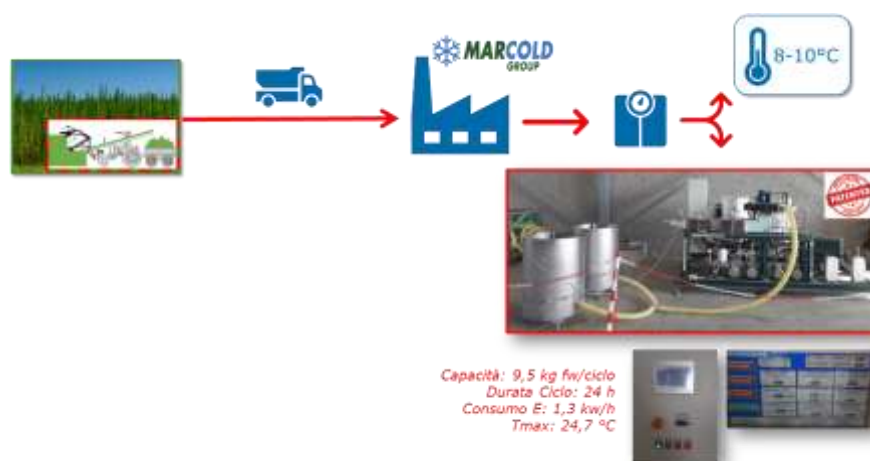 MARCOLD
GROUP
8-10°C
PATENTED
Capacità: 9,5 kg fw/ciclo
Durata Ciclo: 24 h
Consumo E: 1,3 kw/h
Tmax: 24,7 °C